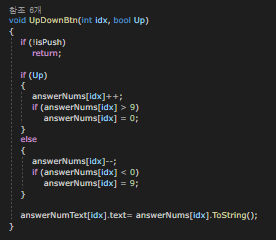 참조 6개
void UpDownBtn(int idx, bool Up)
{
if (!isPush)
return;
if (Up)
{
answerNums[idx]++;
if (answerNums[idx] > 9)
answerNums[idx] = 0;
}
else
{
answerNums[idx]--;
if (answerNums[idx] < 0)
answerNums[idx] = 9;
}
answerNumText[idx].text= answerNums[idx].ToString();
}